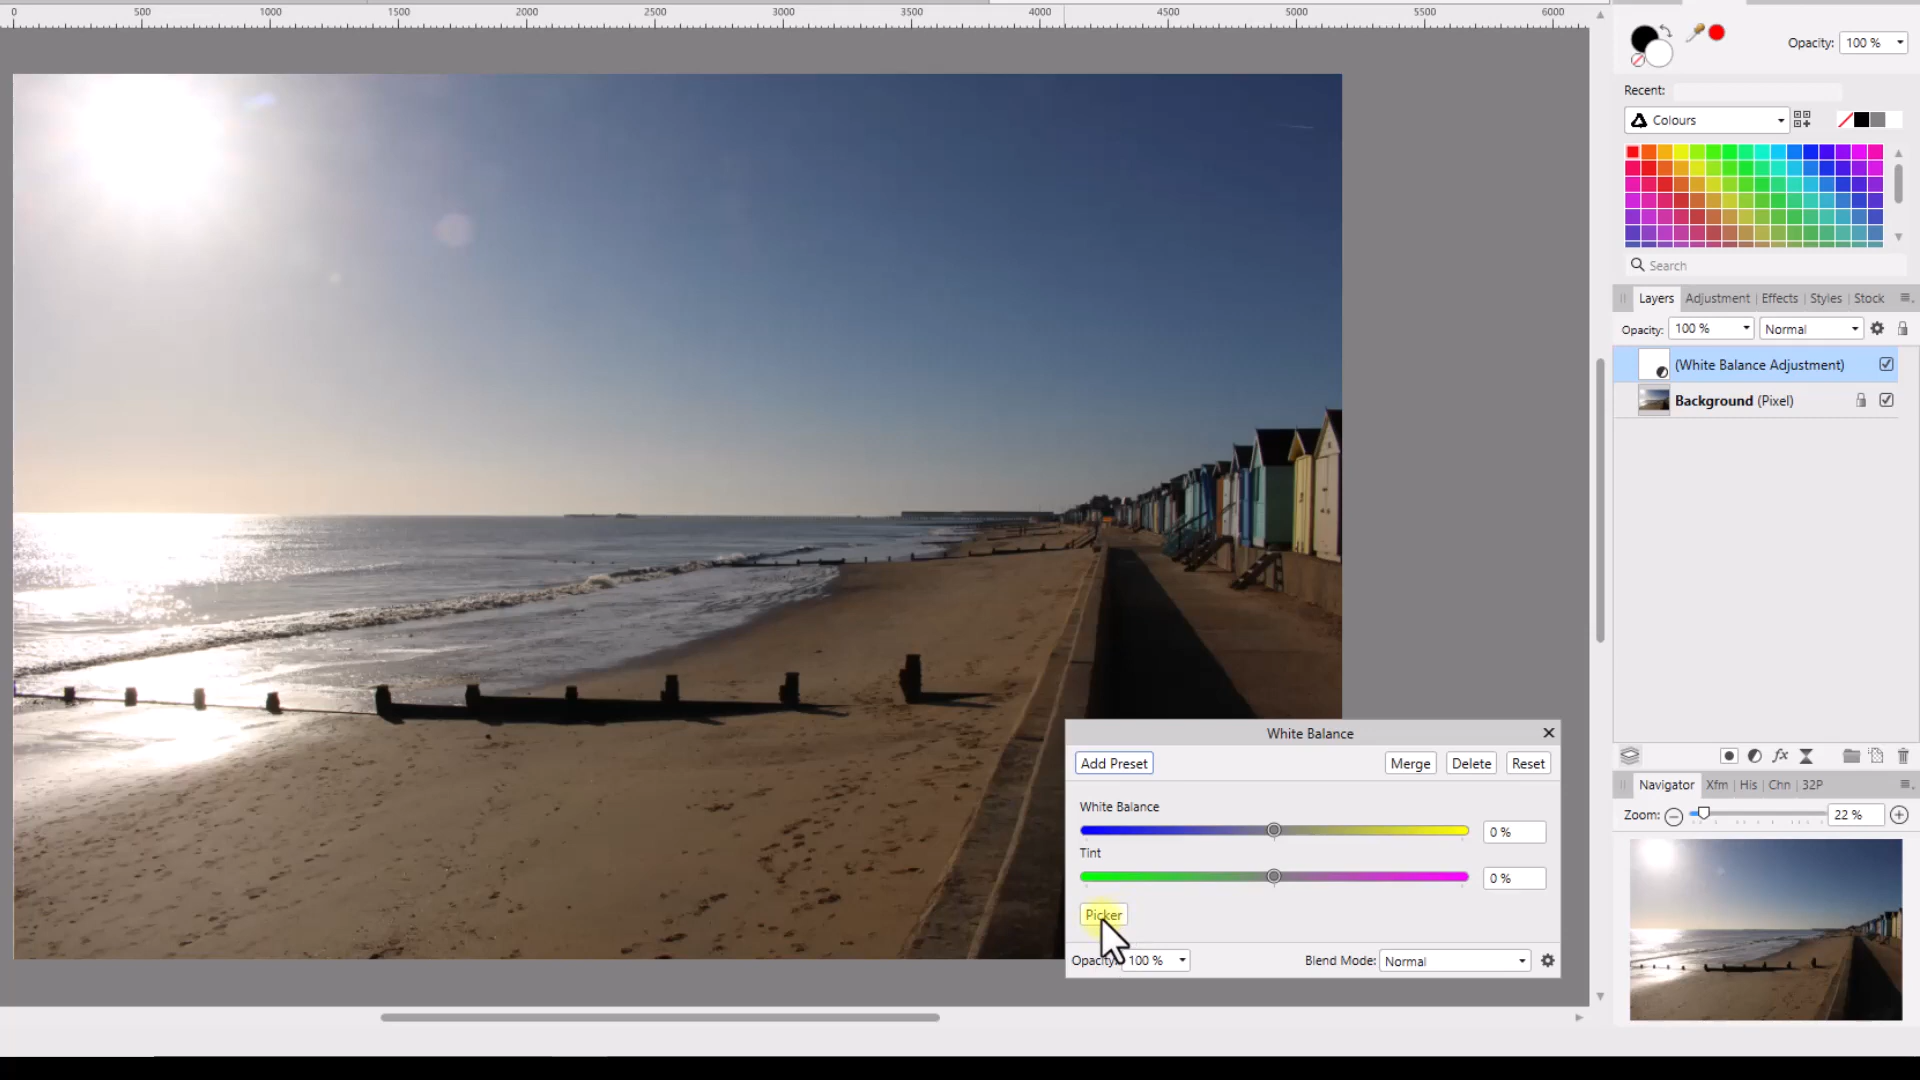 0 500 1000 1500 2000 2500 3000 3500 4000 4500 5000 5500 6000
Opacity: 100 %
Recent:
Colours
Search
Layers Adjustment Effects Styles Stock
Opacity: 100 % Normal
(White Balance Adjustment)
Background (Pixel)
fx
Navigator Xfm His Chn 32P
Zoom: 22 %
White Balance
Add Preset Merge Delete Reset
White Balance
0 %
Tint
0 %
Picker
Opacity: 100 % Blend Mode: Normal